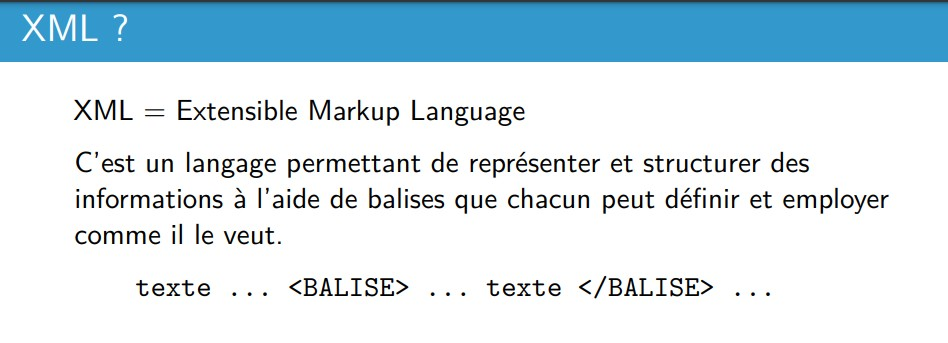 XML ?
XML = Extensible Markup Language
C'est un langage permettant de représenter et structurer des
informations à l'aide de balises que chacun peut définir et employer
comme il le veut.
texte ... <BALISE> ... texte </BALISE> ...